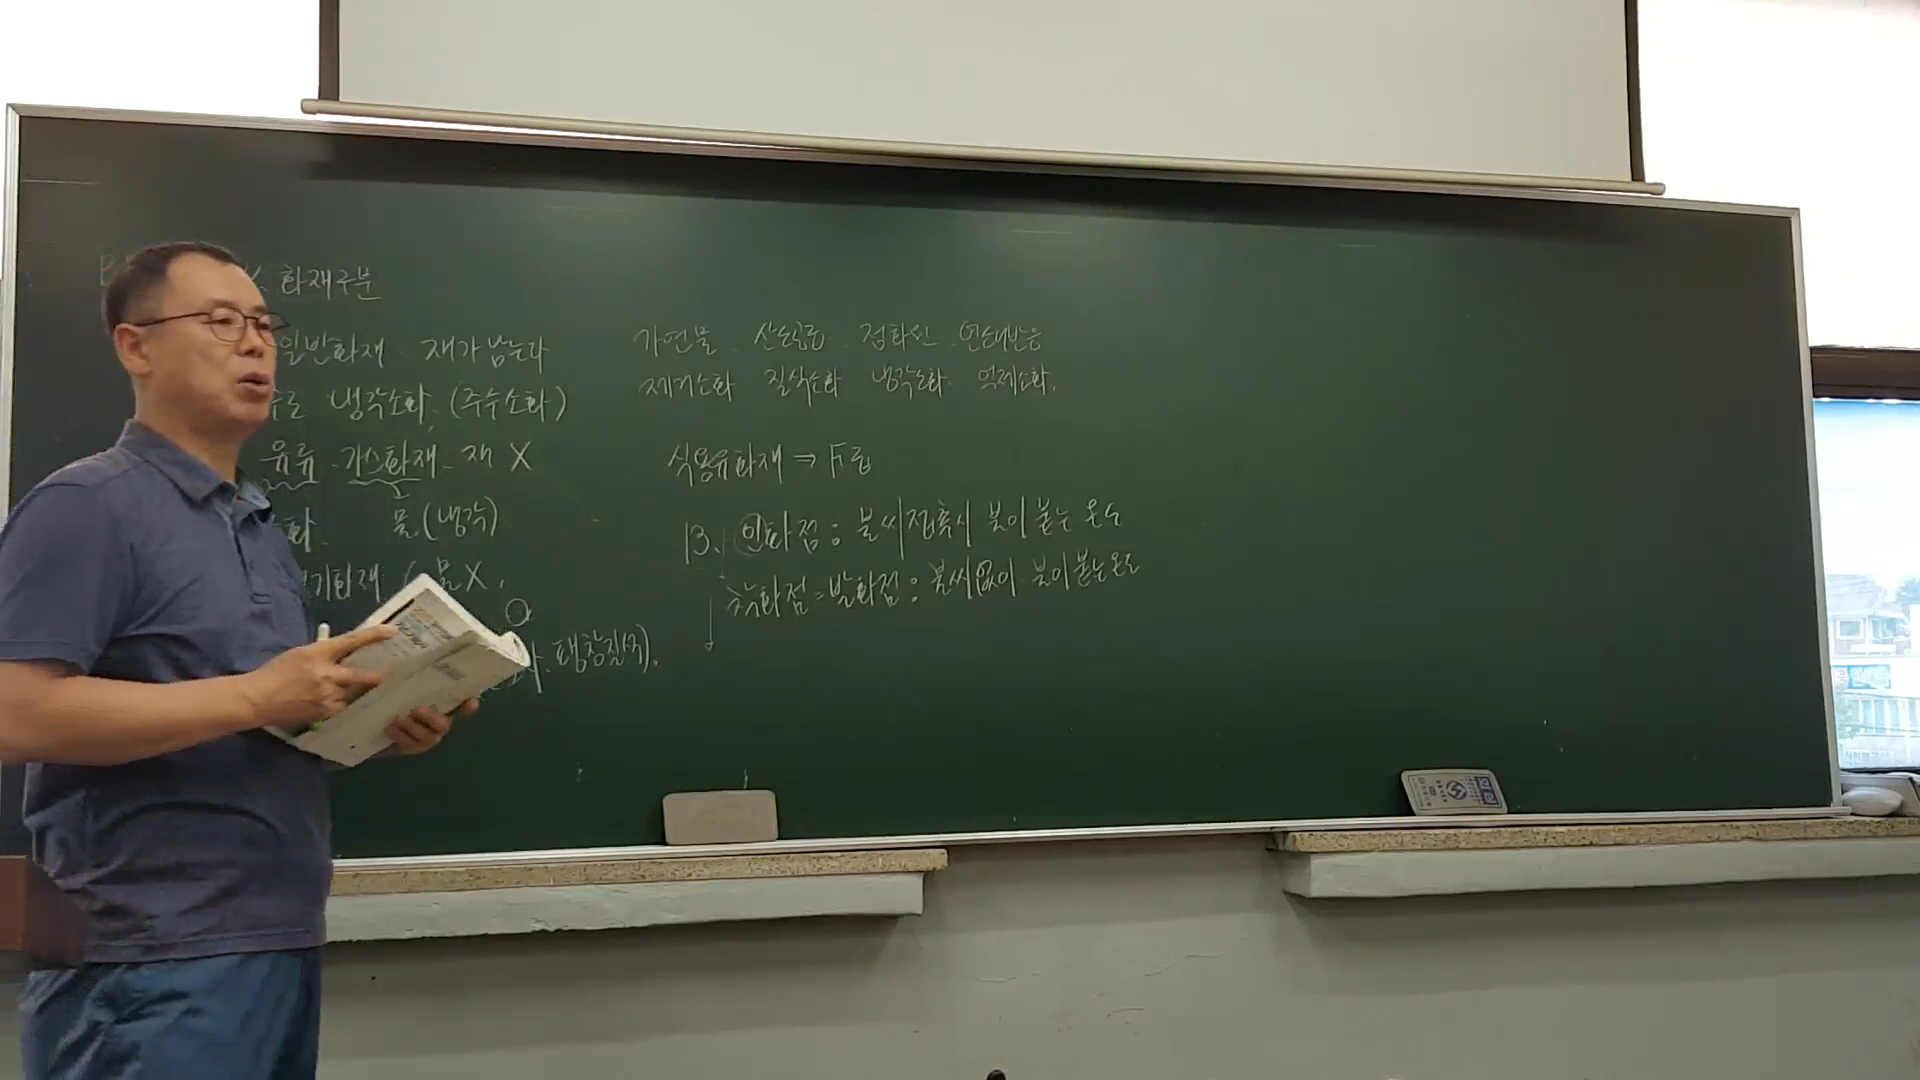 화재구분
일반화재 - 재가 남는다
냉각소화. (주수소화)
유류 - 가스화재 - 재 X
화 물(냉각)
기화재 ( 물X.
팽창질석).
가연물 - 산소공급 - 점화원 - 연쇄반응
제거소화 질식소화 냉각소화 억제소화.
식용유화재 ⇒ F급
13. 인화점 : 불씨접촉시 불이 붙는 온도
착화점 = 발화점 : 불씨없이 불이붙는온도